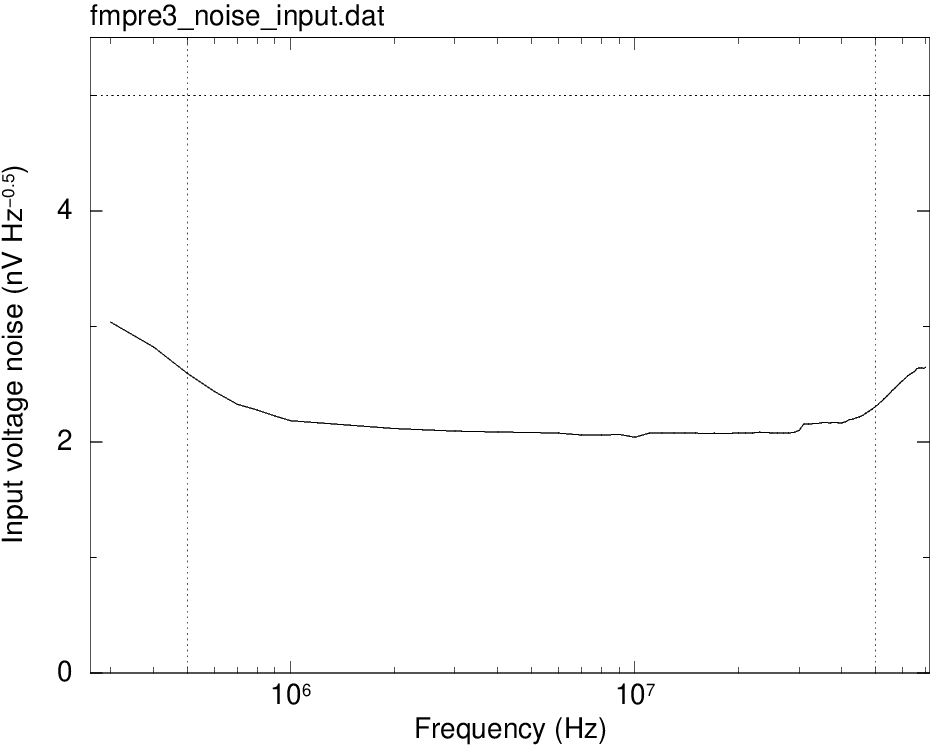 fmpre3_noise_input.dat
Input voltage noise (nV Hz⁻⁰·⁵)
4
2
0
10⁶ 10⁷
Frequency (Hz)